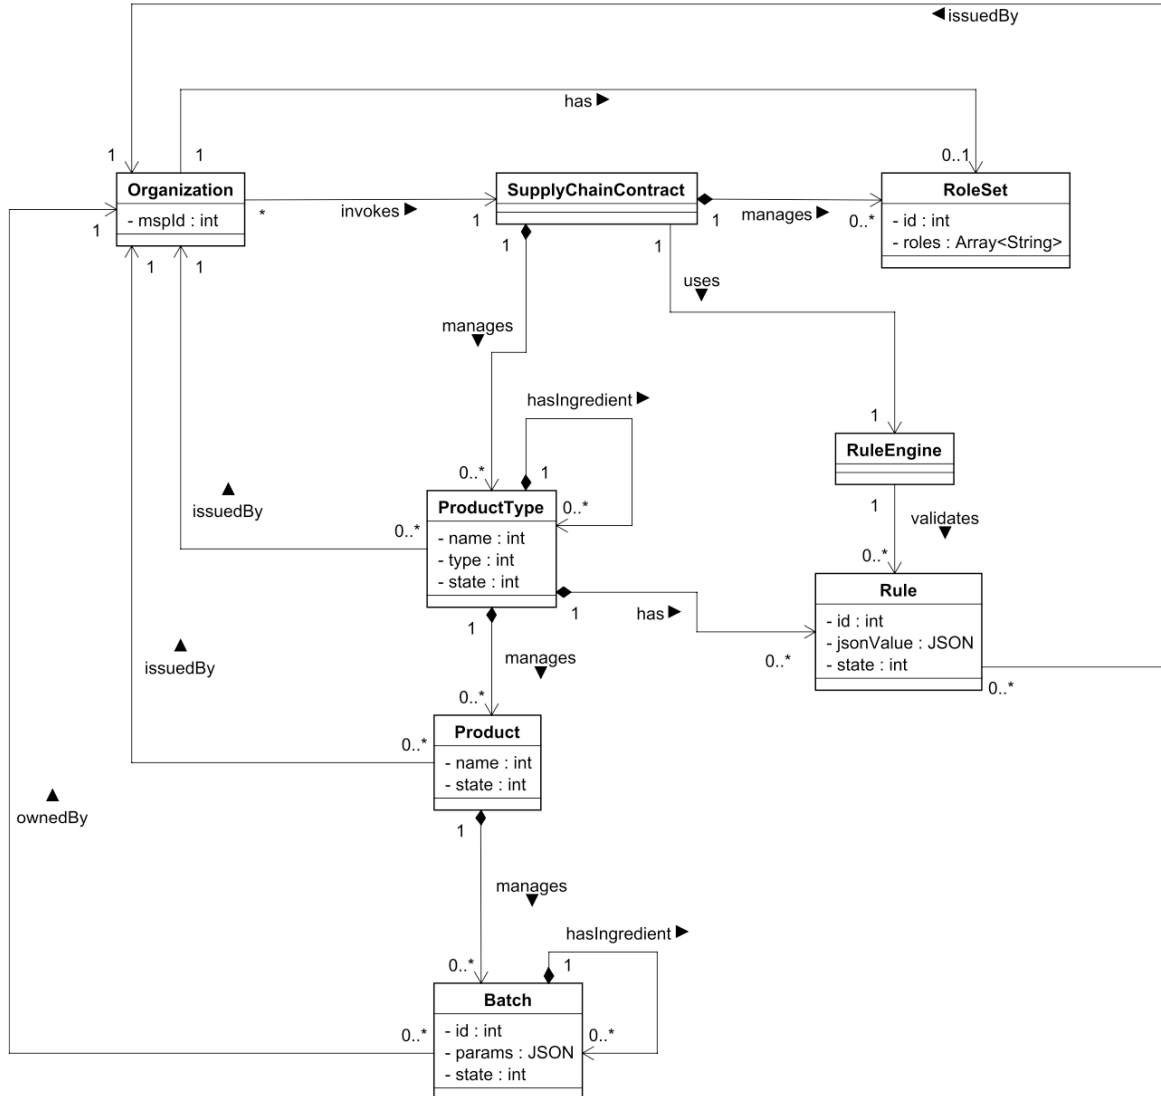 ◀ issuedBy
has ▶
1
1
0..1
Organization
- mspId : int
1
*
invokes ▶
1
SupplyChainContract
1
manages ▶
0..*
RoleSet
- id : int
- roles : Array<String>
1
1
1
1
uses
▼
manages
▼
hasIngredient ▶
1
RuleEngine
0..*
1
1
validates
▼
▲
issuedBy
0..*
ProductType
- name : int
- type : int
- state : int
0..*
0..*
Rule
- id : int
- jsonValue : JSON
- state : int
1
has ▶
0..*
0..*
1
manages
▼
▲
issuedBy
0..*
0..*
Product
- name : int
- state : int
▲
ownedBy
1
manages
▼
hasIngredient ▶
0..*
1
Batch
- id : int
- params : JSON
- state : int
0..*
0..*